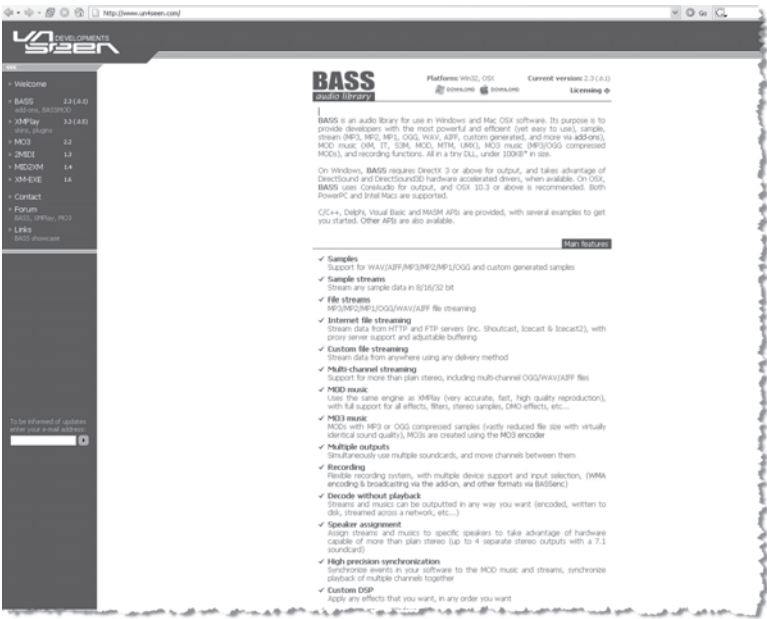 http://www.un4seen.com/
Go
un4seen DEVELOPMENTS
Welcome
BASS 2.3 (.0.1)
add-ons, BASSMOD
XMPlay 3.3 (.0.5)
skins, plugins
MO3 2.2
2MIDI 1.3
MID2XM 1.4
XM-EXE 1.6
Contact
Forum
BASS, XMPlay, MO3
Links
BASS showcase
To be informed of updates
enter your e-mail address:
BASS
audio library
Platforms: Win32, OSX
Current version: 2.3 (.0.1)
DOWNLOAD DOWNLOAD
Licensing
BASS is an audio library for use in Windows and Mac OSX software. Its purpose is to
provide developers with the most powerful and efficient (yet easy to use), sample,
stream (MP3, MP2, MP1, OGG, WAV, AIFF, custom generated, and more via add-ons),
MOD music (XM, IT, S3M, MOD, MTM, UMX), MO3 music (MP3/OGG compressed
MODs), and recording functions. All in a tiny DLL, under 100KB* in size.
On Windows, BASS requires DirectX 3 or above for output, and takes advantage of
DirectSound and DirectSound3D hardware accelerated drivers, when available. On OSX,
BASS uses CoreAudio for output, and OSX 10.3 or above is recommended. Both
PowerPC and Intel Macs are supported.
C/C++, Delphi, Visual Basic and MASM APIs are provided, with several examples to get
you started. Other APIs are also available.
Main features
Samples
Support for WAV/AIFF/MP3/MP2/MP1/OGG and custom generated samples
Sample streams
Stream any sample data in 8/16/32 bit
File streams
MP3/MP2/MP1/OGG/WAV/AIFF file streaming
Internet file streaming
Stream data from HTTP and FTP servers (inc. Shoutcast, Icecast & Icecast2), with
proxy server support and adjustable buffering
Custom file streaming
Stream data from anywhere using any delivery method
Multi-channel streaming
Support for more than plain stereo, including multi-channel OGG/WAV/AIFF files
MOD music
Uses the same engine as XMPlay (very accurate, fast, high quality reproduction),
with full support for all effects, filters, stereo samples, DMO effects, etc...
MO3 music
MODs with MP3 or OGG compressed samples (vastly reduced file size with virtually
identical sound quality), MO3s are created using the MO3 encoder
Multiple outputs
Simultaneously use multiple soundcards, and move channels between them
Recording
Flexible recording system, with multiple device support and input selection, (WMA
encoding & broadcasting via the add-on, and other formats via BASSenc)
Decode without playback
Streams and musics can be outputted in any way you want (encoded, written to
disk, streamed across a network, etc...)
Speaker assignment
Assign streams and musics to specific speakers to take advantage of hardware
capable of more than plain stereo (up to 4 separate stereo outputs with a 7.1
soundcard)
High precision synchronization
Synchronize events in your software to the MOD music and streams, synchronize
playback of multiple channels together
Custom DSP
Apply any effects that you want, in any order you want